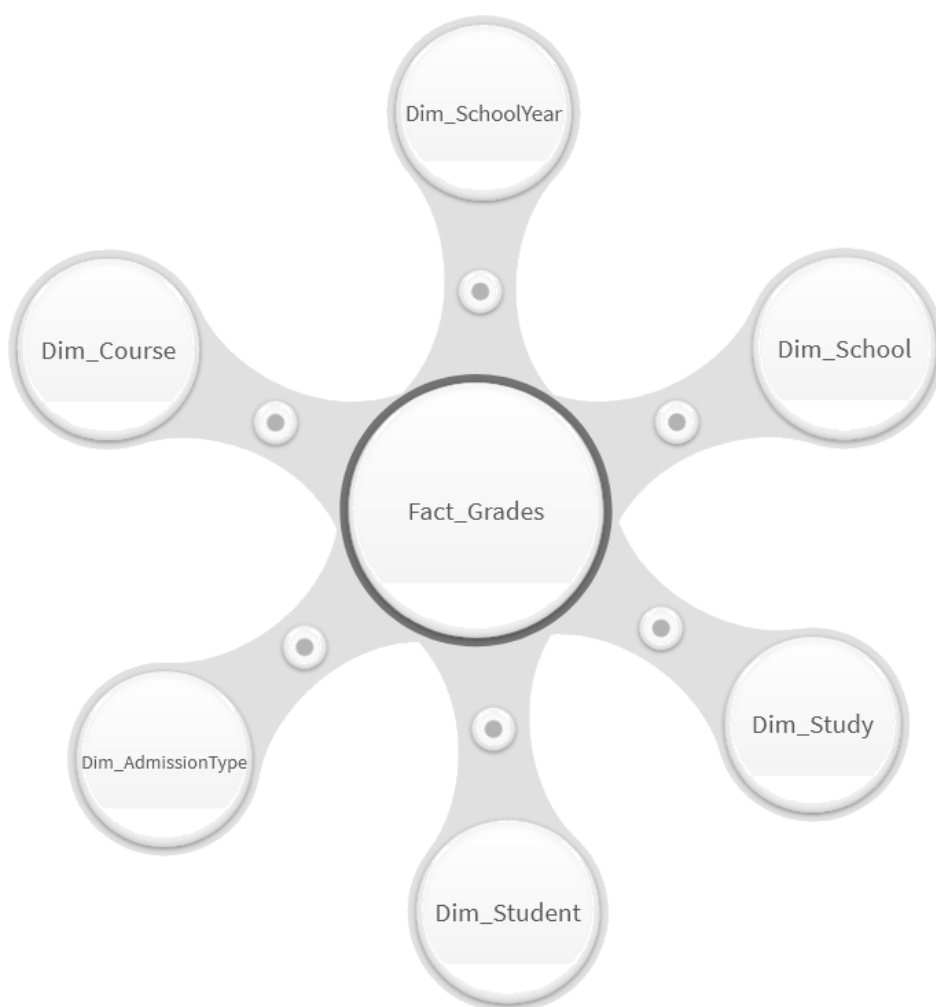 Dim_SchoolYear
Dim_Course
Dim_School
Fact_Grades
Dim_Study
Dim_AdmissionType
Dim_Student